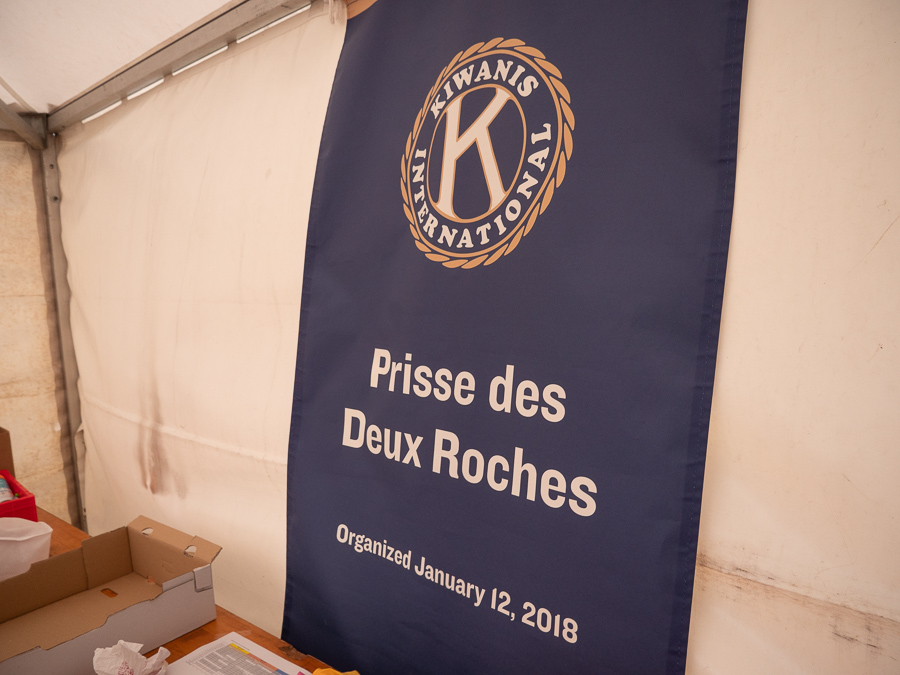 KIWANIS
K
INTERNATIONAL
Prisse des
Deux Roches
Organized January 12, 2018